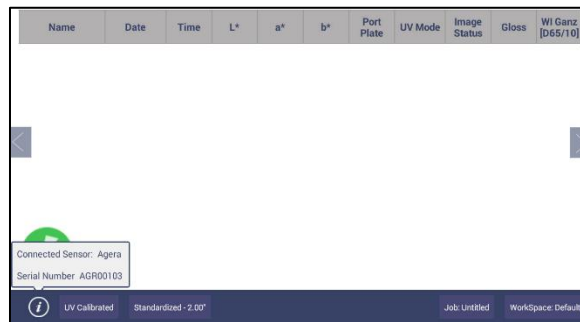 Name Date Time L* a* b* Port Plate UV Mode Image Status Gloss WI Ganz [D65/10]
Connected Sensor: Agera
Serial Number AGR00103
i UV Calibrated Standardized - 2.00" Job: Untitled WorkSpace: Default